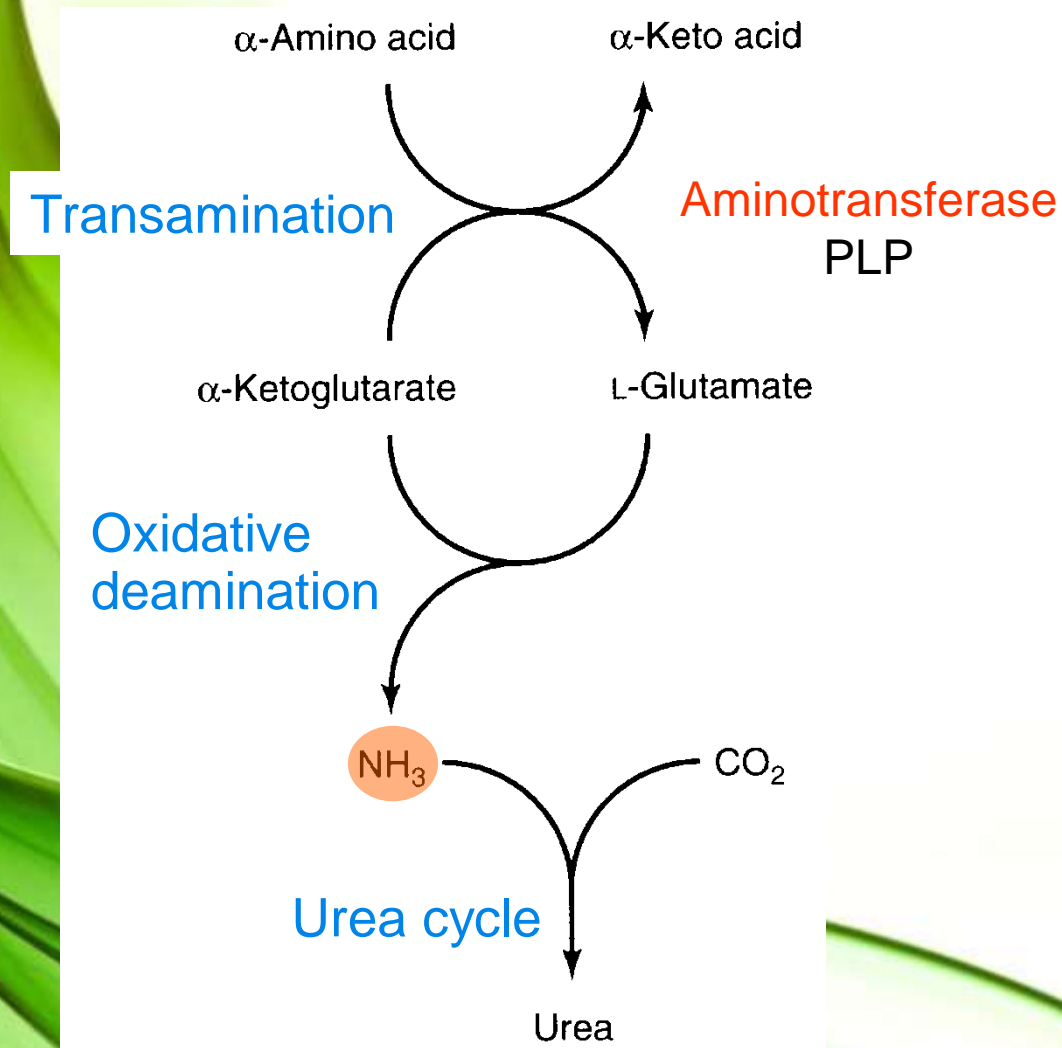 α-Amino acid
α-Keto acid
Transamination
Aminotransferase
PLP
α-Ketoglutarate
L-Glutamate
Oxidative
deamination
NH₃
CO₂
Urea cycle
Urea